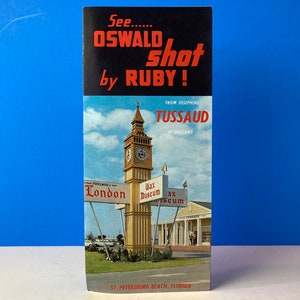 See......
OSWALD
shot
by RUBY!
FROM JOSEPHINE
TUSSAUD
OF ENGLAND
London
Wax
Museum
Wax
Museum
ST. PETERSBURG BEACH, FLORIDA